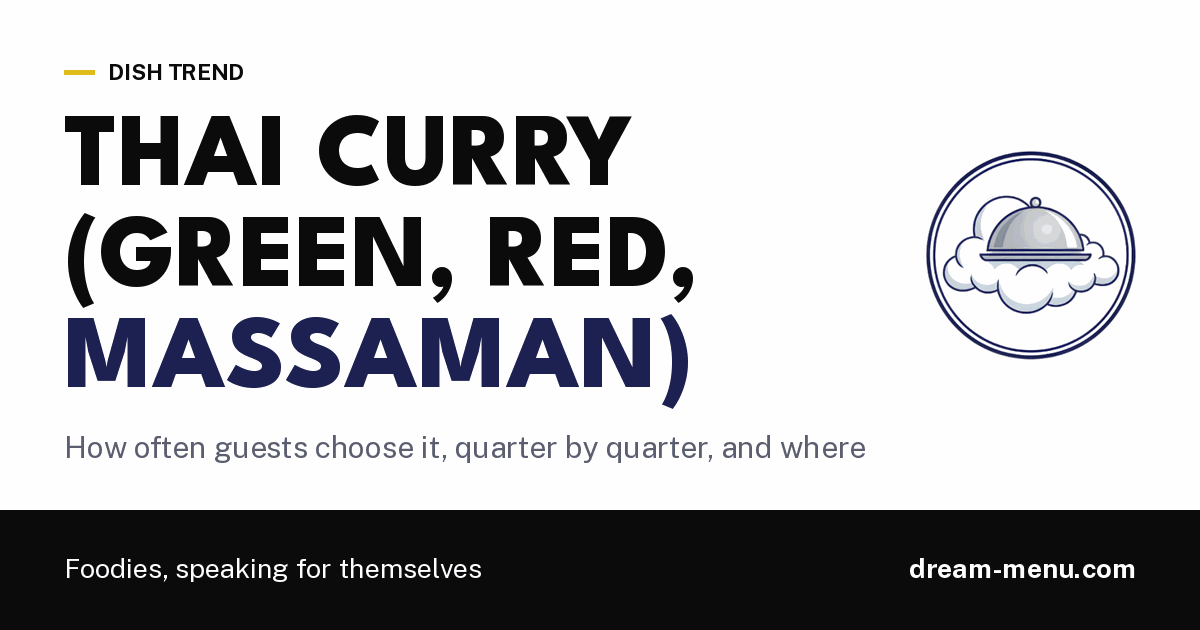 DISH TREND
THAI CURRY
(GREEN, RED,
MASSAMAN)
How often guests choose it, quarter by quarter, and where
Foodies, speaking for themselves
dream-menu.com